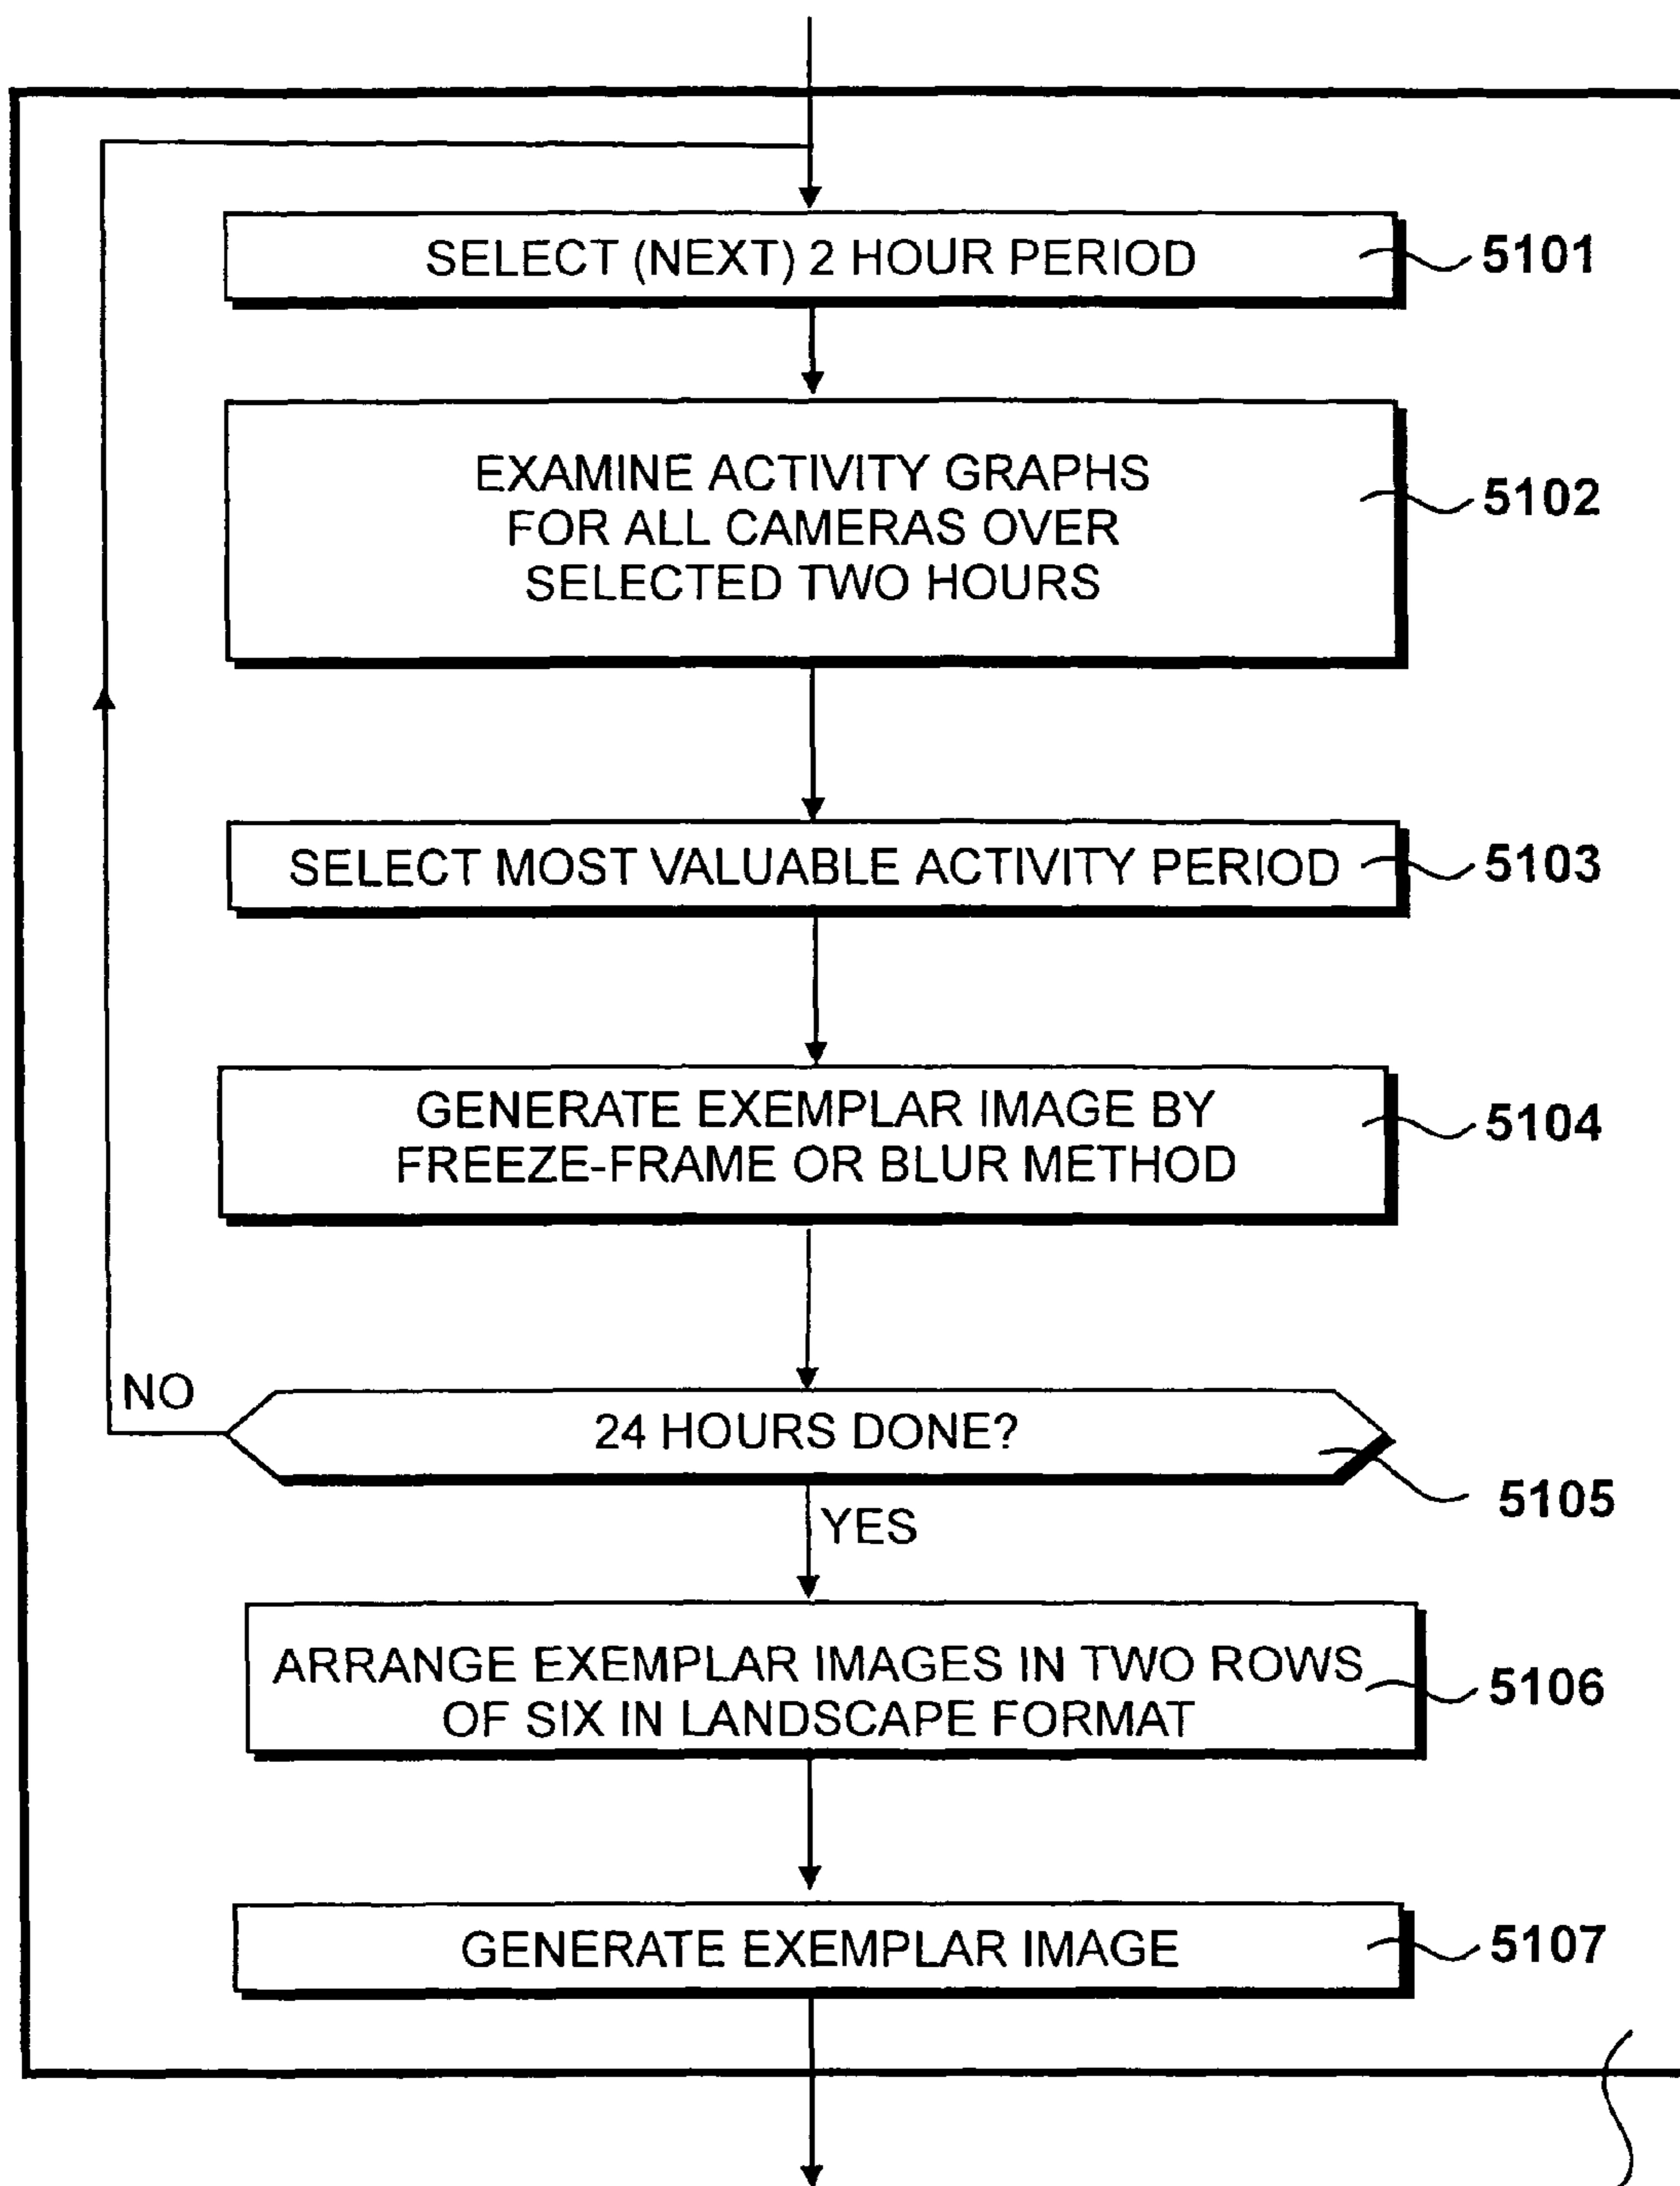 SELECT (NEXT) 2 HOUR PERIOD
5101
EXAMINE ACTIVITY GRAPHS
FOR ALL CAMERAS OVER
SELECTED TWO HOURS
5102
SELECT MOST VALUABLE ACTIVITY PERIOD
5103
GENERATE EXEMPLAR IMAGE BY
FREEZE-FRAME OR BLUR METHOD
5104
NO
24 HOURS DONE?
5105
YES
ARRANGE EXEMPLAR IMAGES IN TWO ROWS
OF SIX IN LANDSCAPE FORMAT
5106
GENERATE EXEMPLAR IMAGE
5107